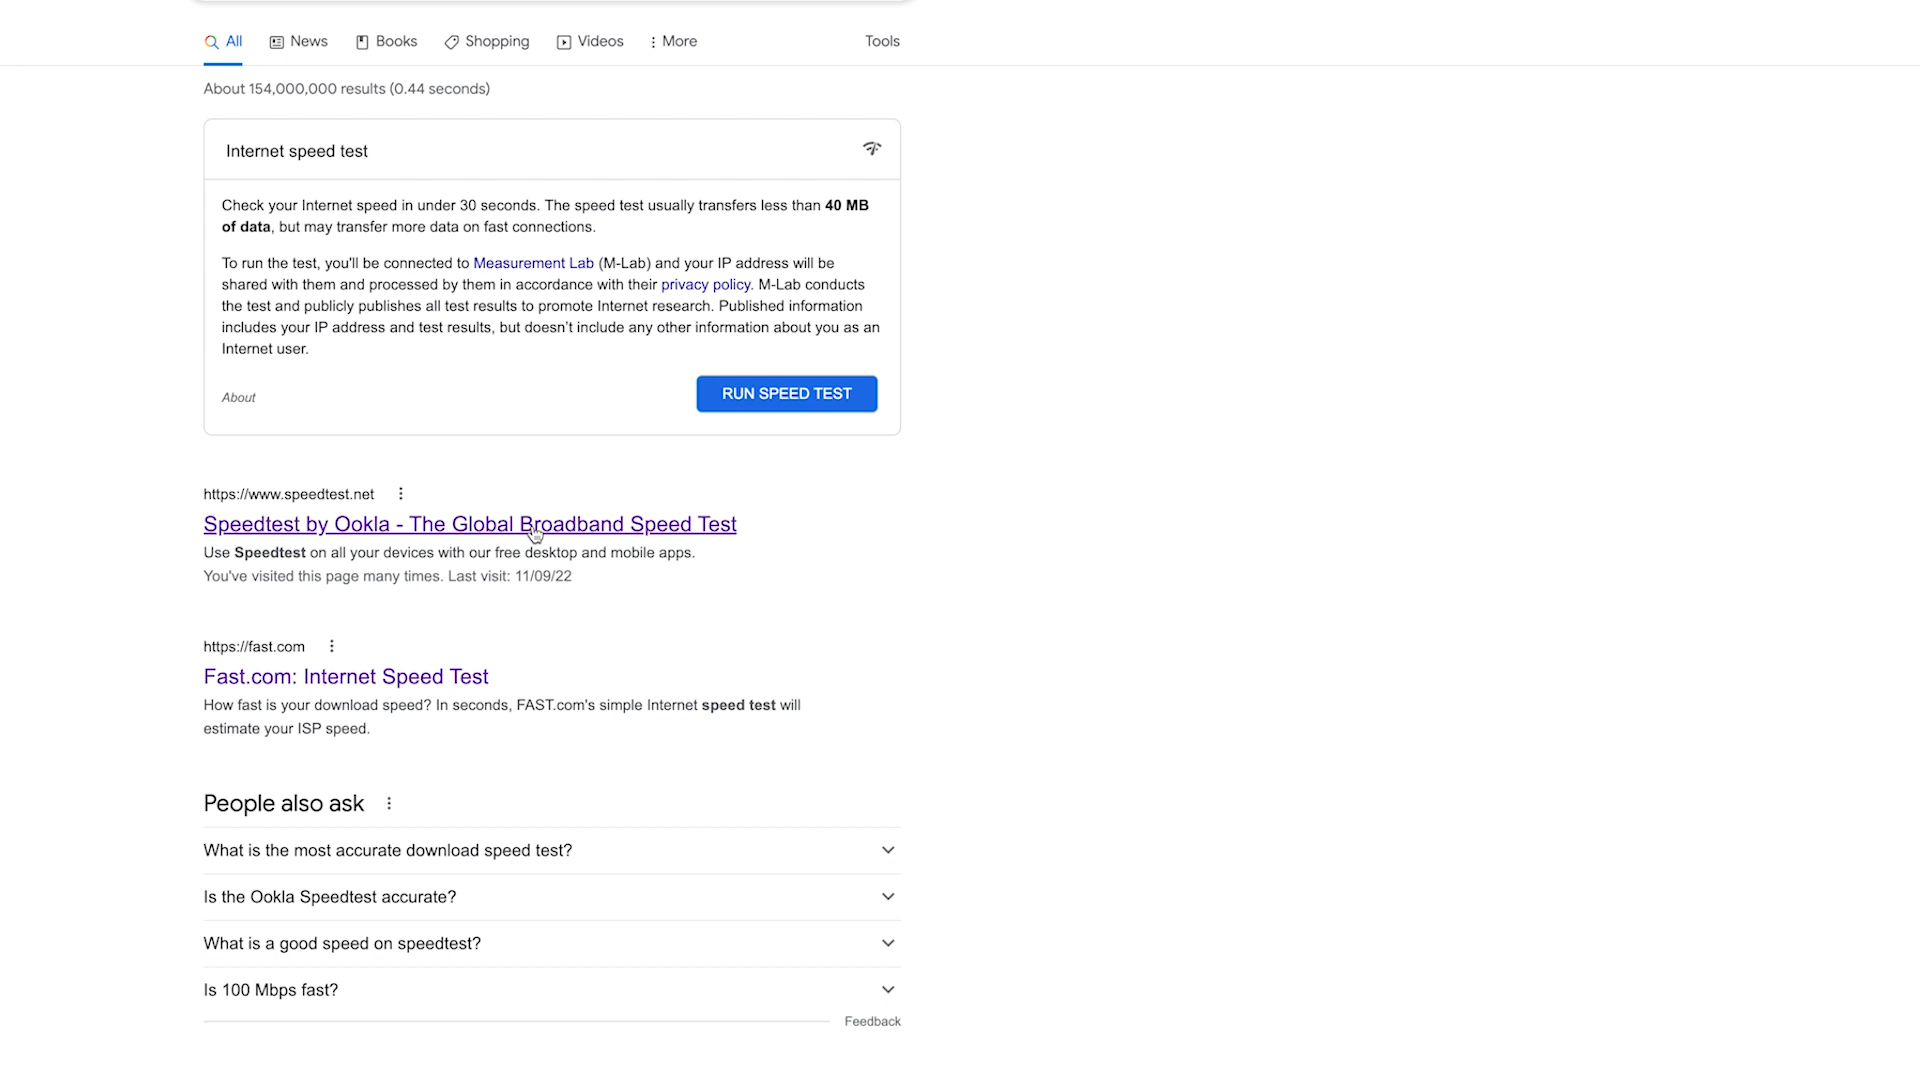 All
News
Books
Shopping
Videos
More
Tools
About 154,000,000 results (0.44 seconds)
Internet speed test
Check your Internet speed in under 30 seconds. The speed test usually transfers less than 40 MB
of data, but may transfer more data on fast connections.
To run the test, you'll be connected to Measurement Lab (M-Lab) and your IP address will be
shared with them and processed by them in accordance with their privacy policy. M-Lab conducts
the test and publicly publishes all test results to promote Internet research. Published information
includes your IP address and test results, but doesn't include any other information about you as an
Internet user.
About
RUN SPEED TEST
https://www.speedtest.net
Speedtest by Ookla - The Global Broadband Speed Test
Use Speedtest on all your devices with our free desktop and mobile apps.
You've visited this page many times. Last visit: 11/09/22
https://fast.com
Fast.com: Internet Speed Test
How fast is your download speed? In seconds, FAST.com's simple Internet speed test will
estimate your ISP speed.
People also ask
What is the most accurate download speed test?
Is the Ookla Speedtest accurate?
What is a good speed on speedtest?
Is 100 Mbps fast?
Feedback